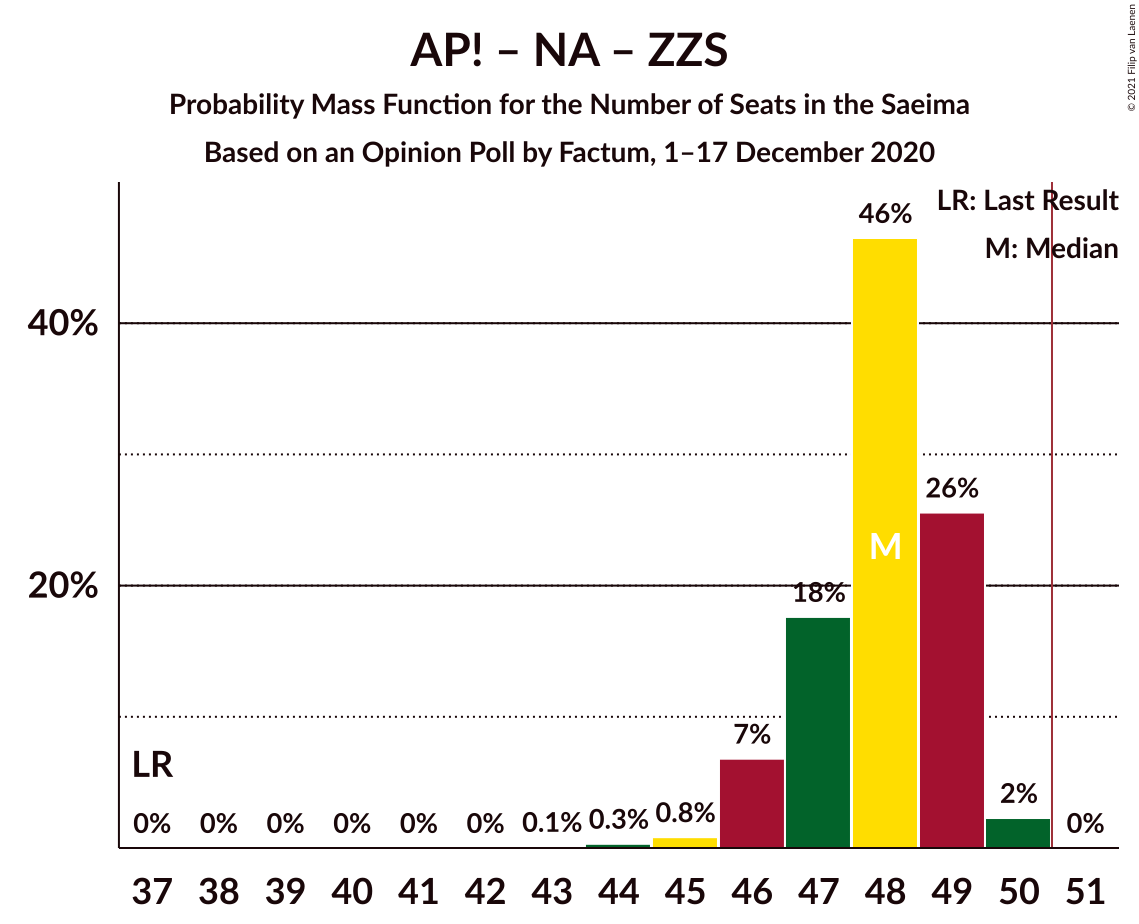 AP! – NA – ZZS
Probability Mass Function for the Number of Seats in the Saeima
Based on an Opinion Poll by Factum, 1–17 December 2020
© 2021 Filip van Laenen
LR: Last Result
M: Median
46%
40%
26%
M
20%
18%
7%
LR
2%
0% 0% 0% 0% 0% 0% 0.1% 0.3% 0.8% 0%
37 38 39 40 41 42 43 44 45 46 47 48 49 50 51